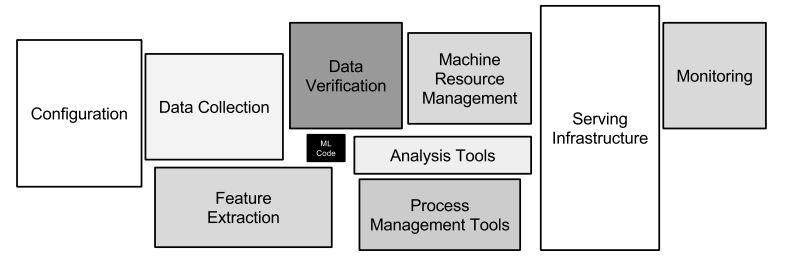 Configuration
Data Collection
Data
Verification
Machine
Resource
Management
Monitoring
Serving
Infrastructure
ML
Code
Analysis Tools
Feature
Extraction
Process
Management Tools